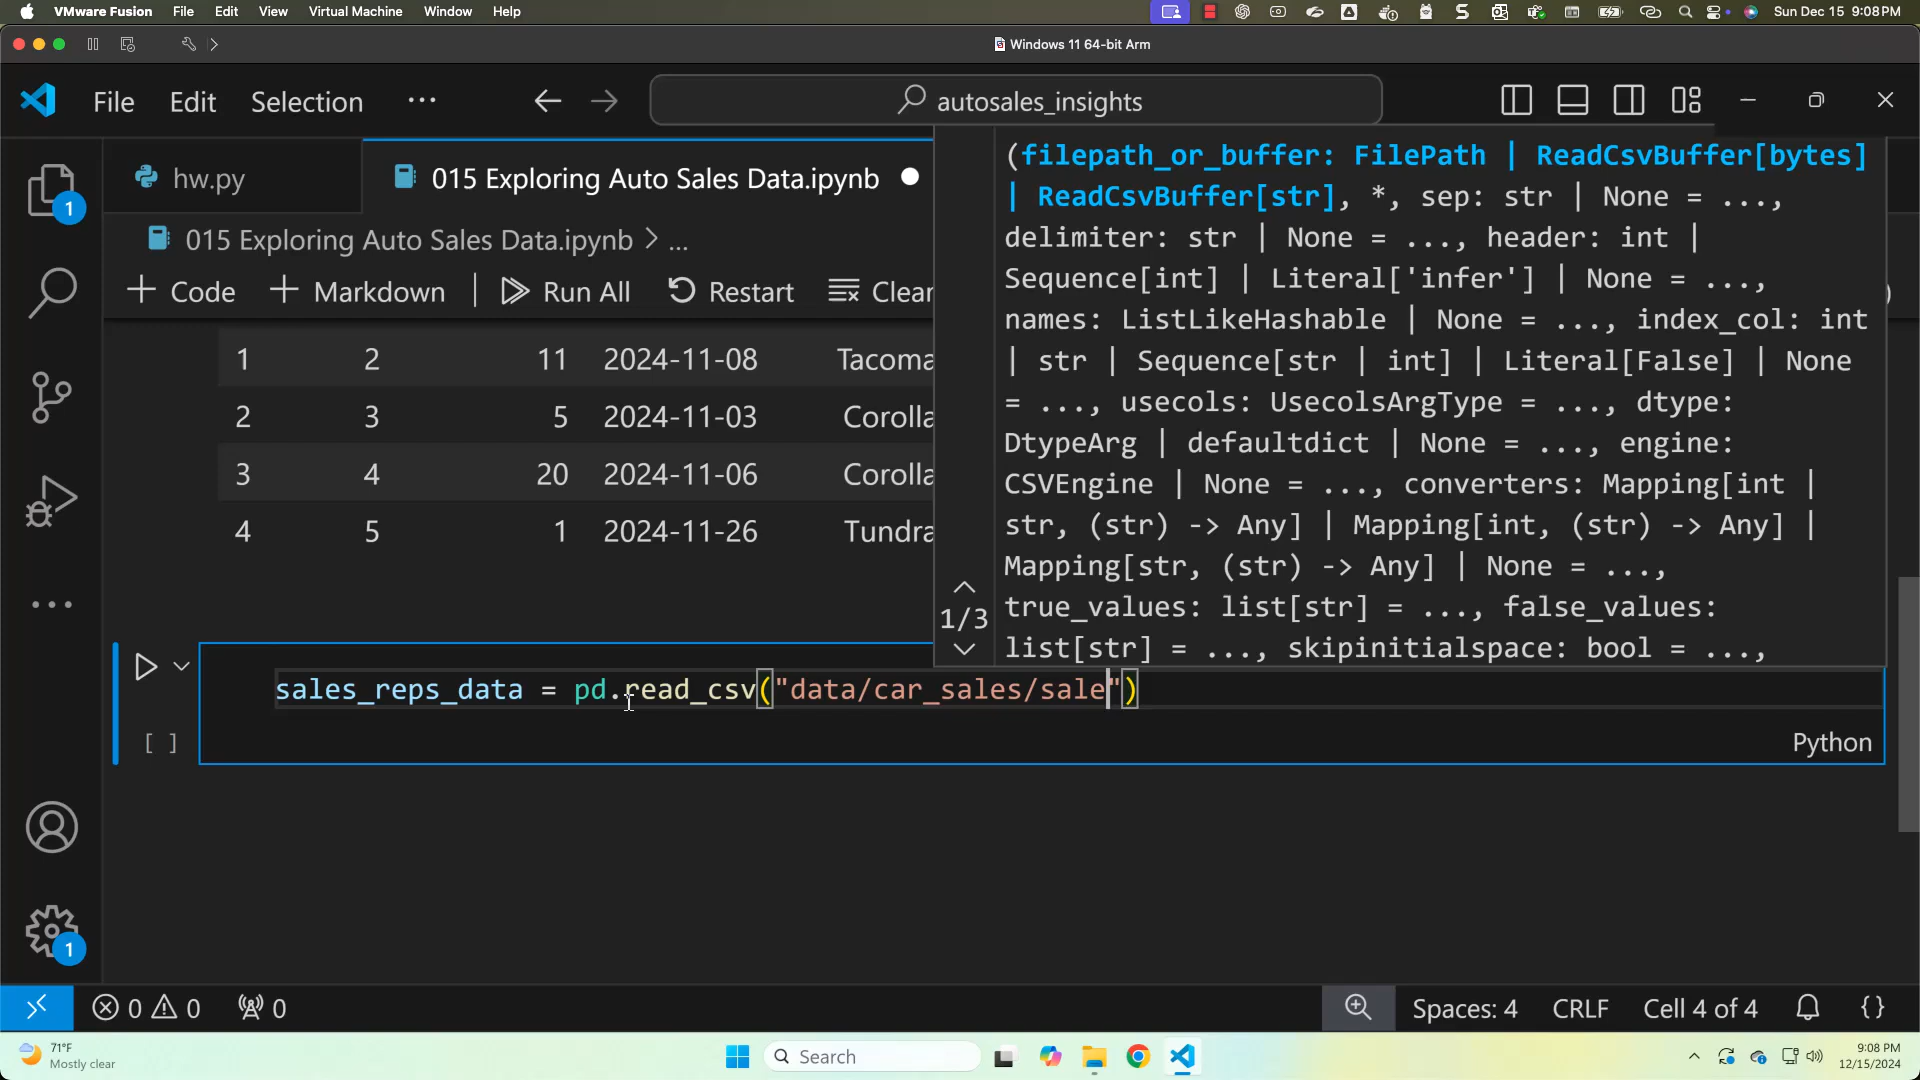 VMware Fusion File Edit View Virtual Machine Window Help Sun Dec 15 9:08 PM
Windows 11 64-bit Arm
File Edit Selection ... autosales_insights
hw.py 015 Exploring Auto Sales Data.ipynb
015 Exploring Auto Sales Data.ipynb > ...
+ Code + Markdown | Run All Restart Clear
1 2 11 2024-11-08 Tacoma
2 3 5 2024-11-03 Corolla
3 4 20 2024-11-06 Corolla
4 5 1 2024-11-26 Tundra
(filepath_or_buffer: FilePath | ReadCsvBuffer[bytes]
| ReadCsvBuffer[str], *, sep: str | None = ...,
delimiter: str | None = ..., header: int |
Sequence[int] | Literal['infer'] | None = ...,
names: ListLikeHashable | None = ..., index_col: int
| str | Sequence[str | int] | Literal[False] | None
= ..., usecols: UsecolsArgType = ..., dtype:
DtypeArg | defaultdict | None = ..., engine:
CSVEngine | None = ..., converters: Mapping[int |
str, (str) -> Any] | Mapping[int, (str) -> Any] |
Mapping[str, (str) -> Any] | None = ...,
true_values: list[str] = ..., false_values:
list[str] = ..., skipinitialspace: bool = ...,
1/3
sales_reps_data = pd.read_csv("data/car_sales/sale")
[ ] Python
1
1
0 0 0 Spaces: 4 CRLF Cell 4 of 4 {}
71°F
Mostly clear
Search
9:08 PM
12/15/2024